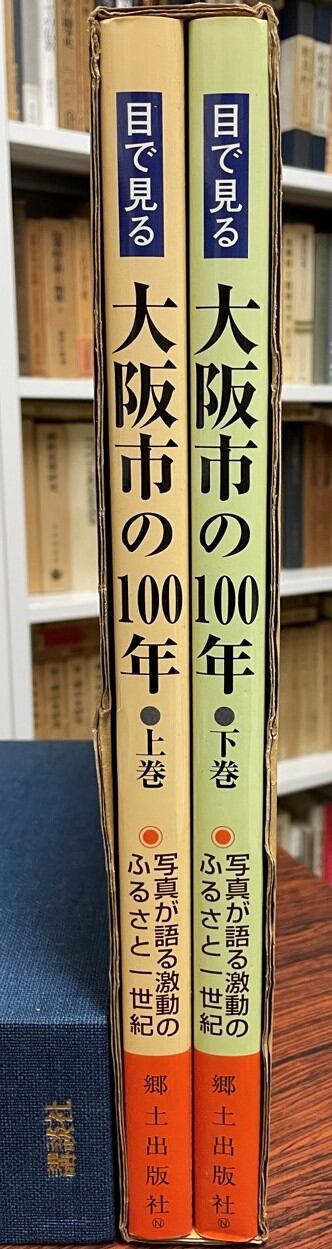 目で見る
大阪市の100年●上巻
写真が語る激動の
ふるさと一世紀
郷土出版社Ⓝ
目で見る
大阪市の100年●下巻
写真が語る激動の
ふるさと一世紀
郷土出版社Ⓝ